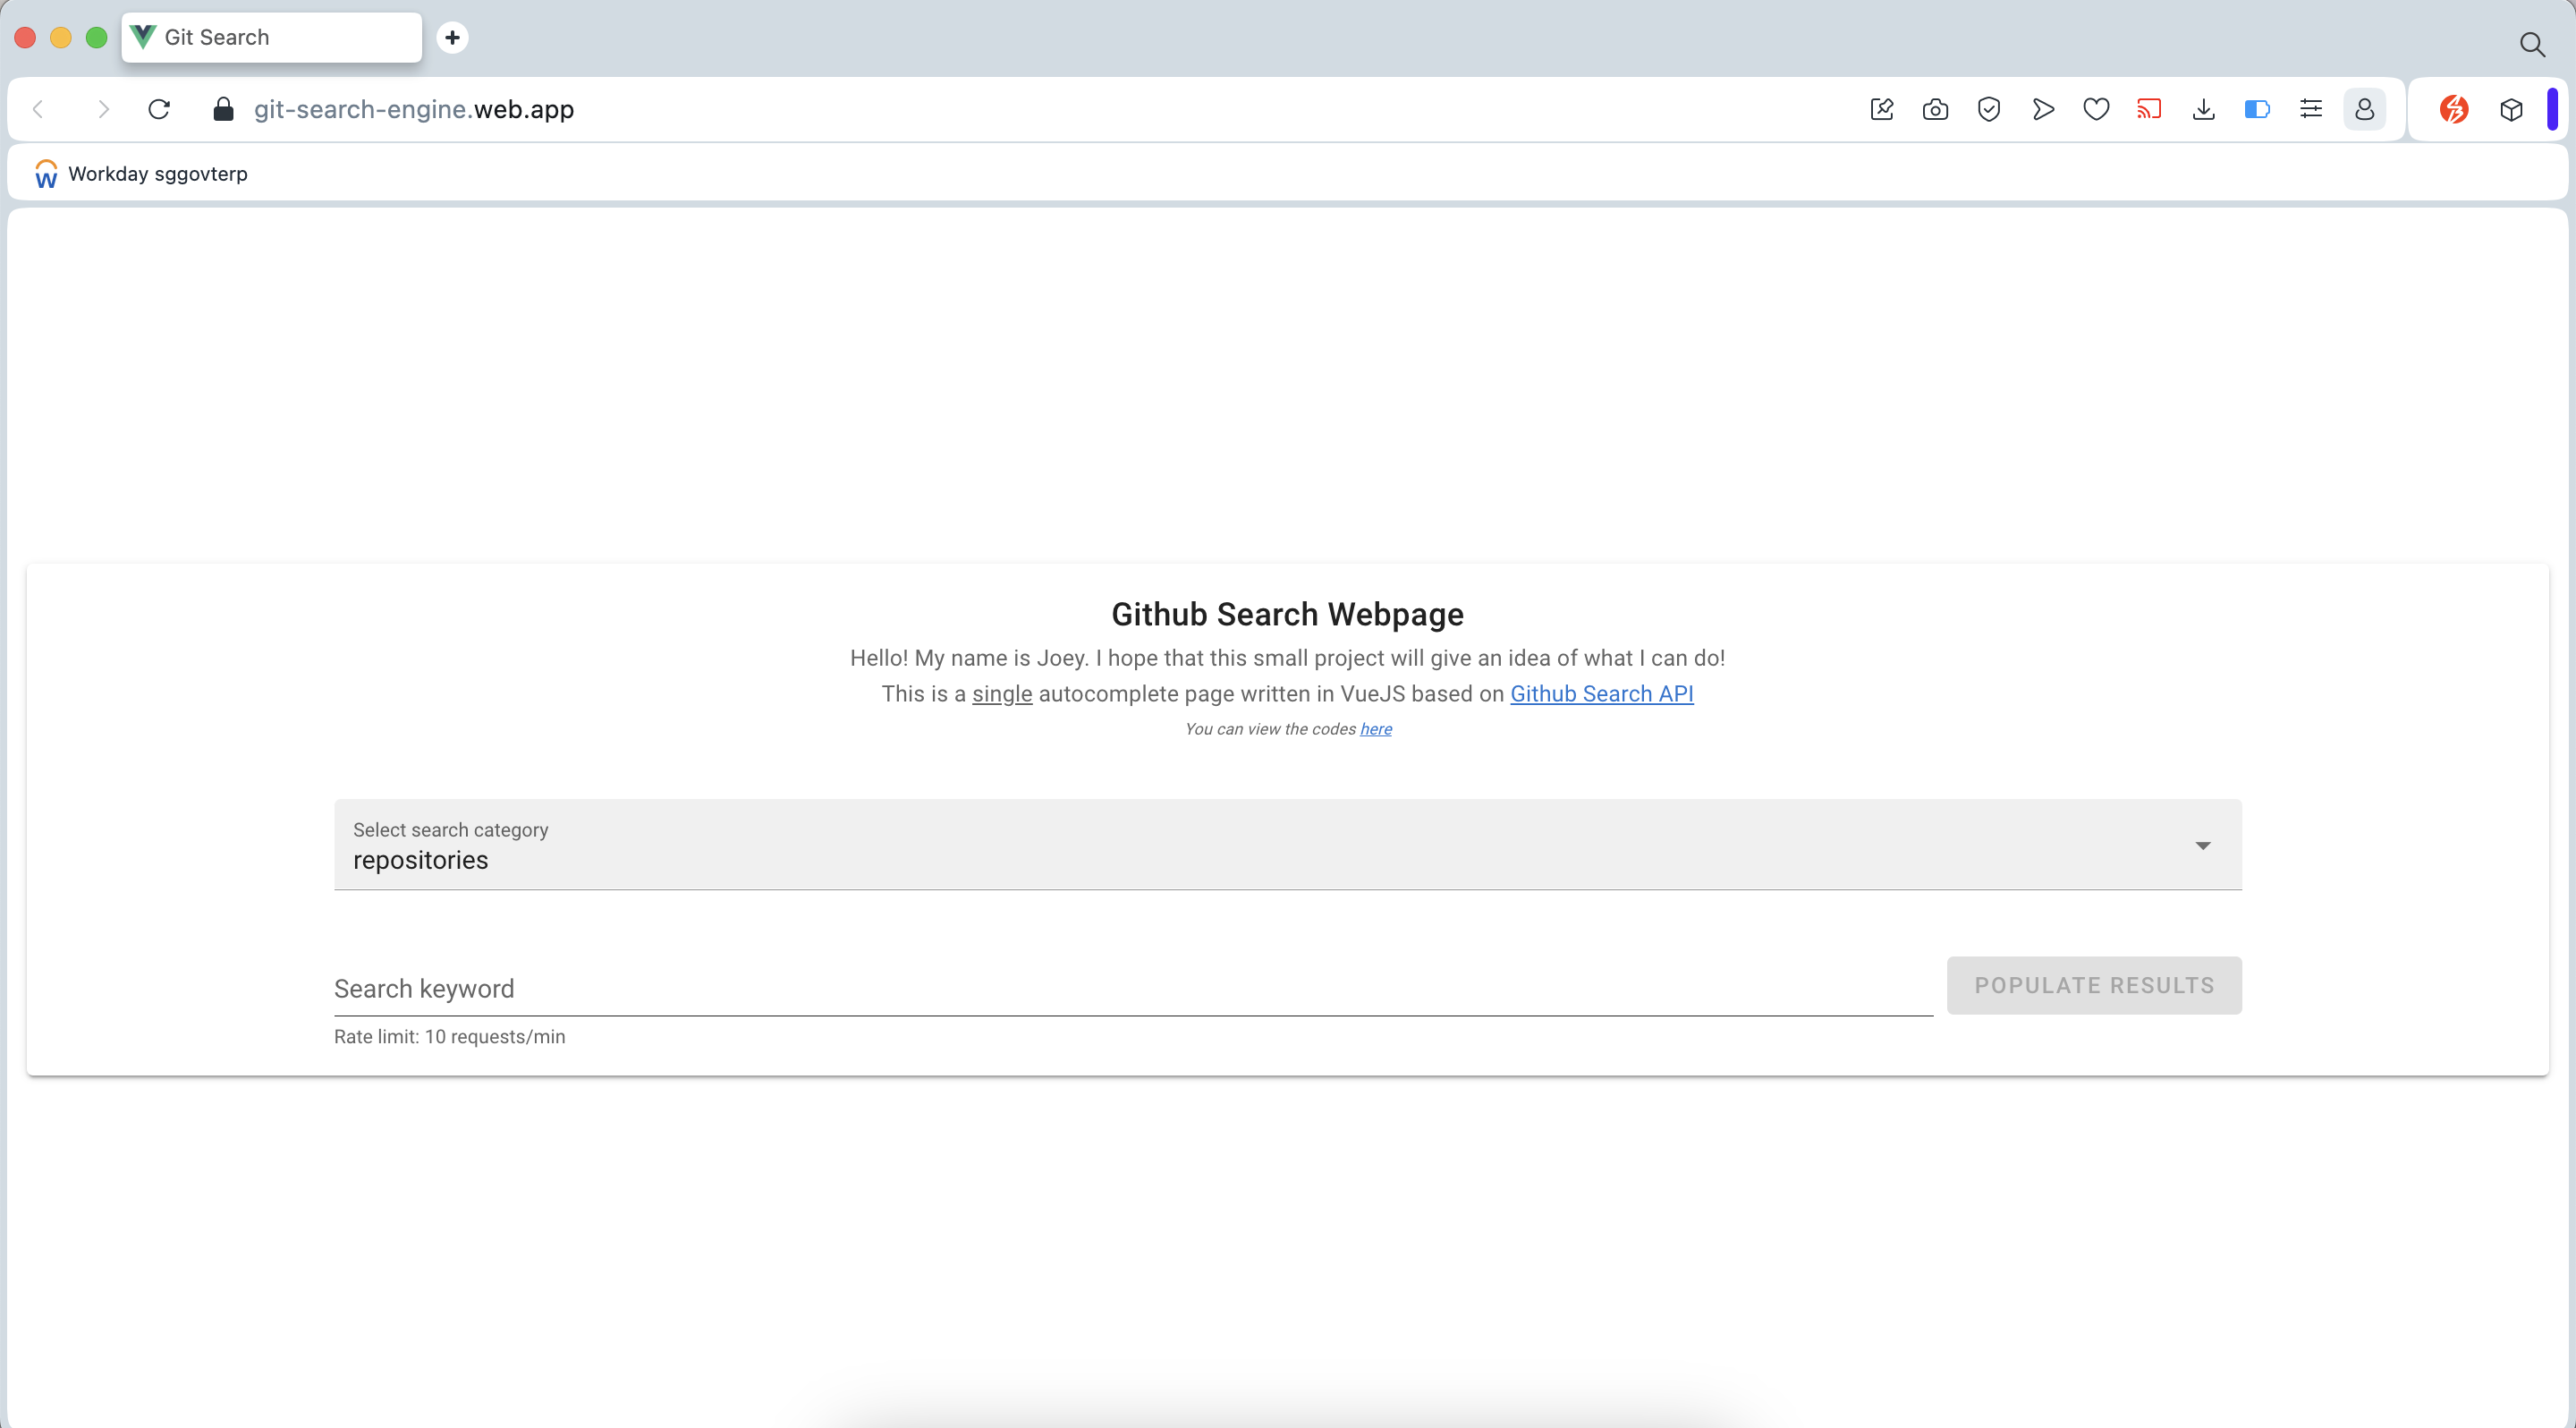 Git Search
git-search-engine.web.app
Workday sggovterp
Github Search Webpage
Hello! My name is Joey. I hope that this small project will give an idea of what I can do!
This is a single autocomplete page written in VueJS based on Github Search API
You can view the codes here
Select search category
repositories
Search keyword
POPULATE RESULTS
Rate limit: 10 requests/min